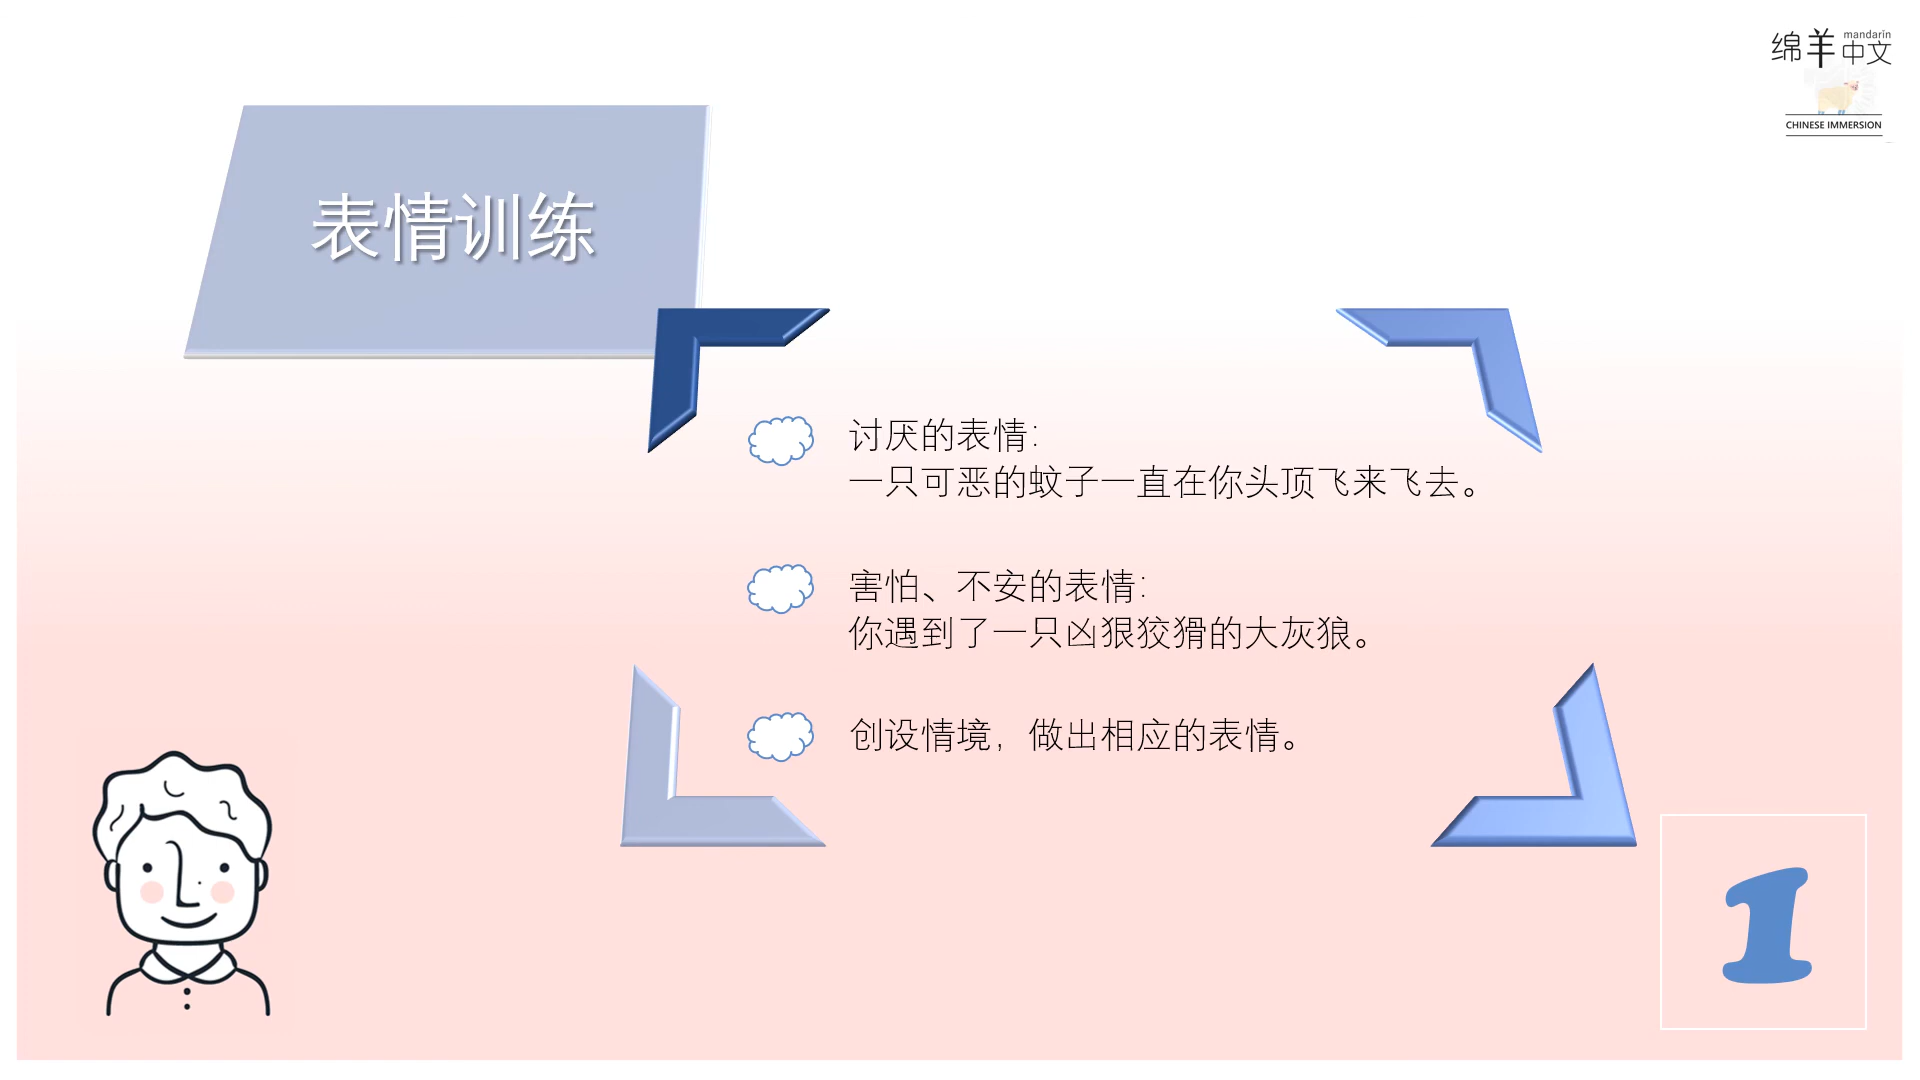 绵羊中文
mandarin
CHINESE IMMERSION
表情训练
讨厌的表情：
一只可恶的蚊子一直在你头顶飞来飞去。
害怕、不安的表情：
你遇到了一只凶狠狡猾的大灰狼。
创设情境，做出相应的表情。
1